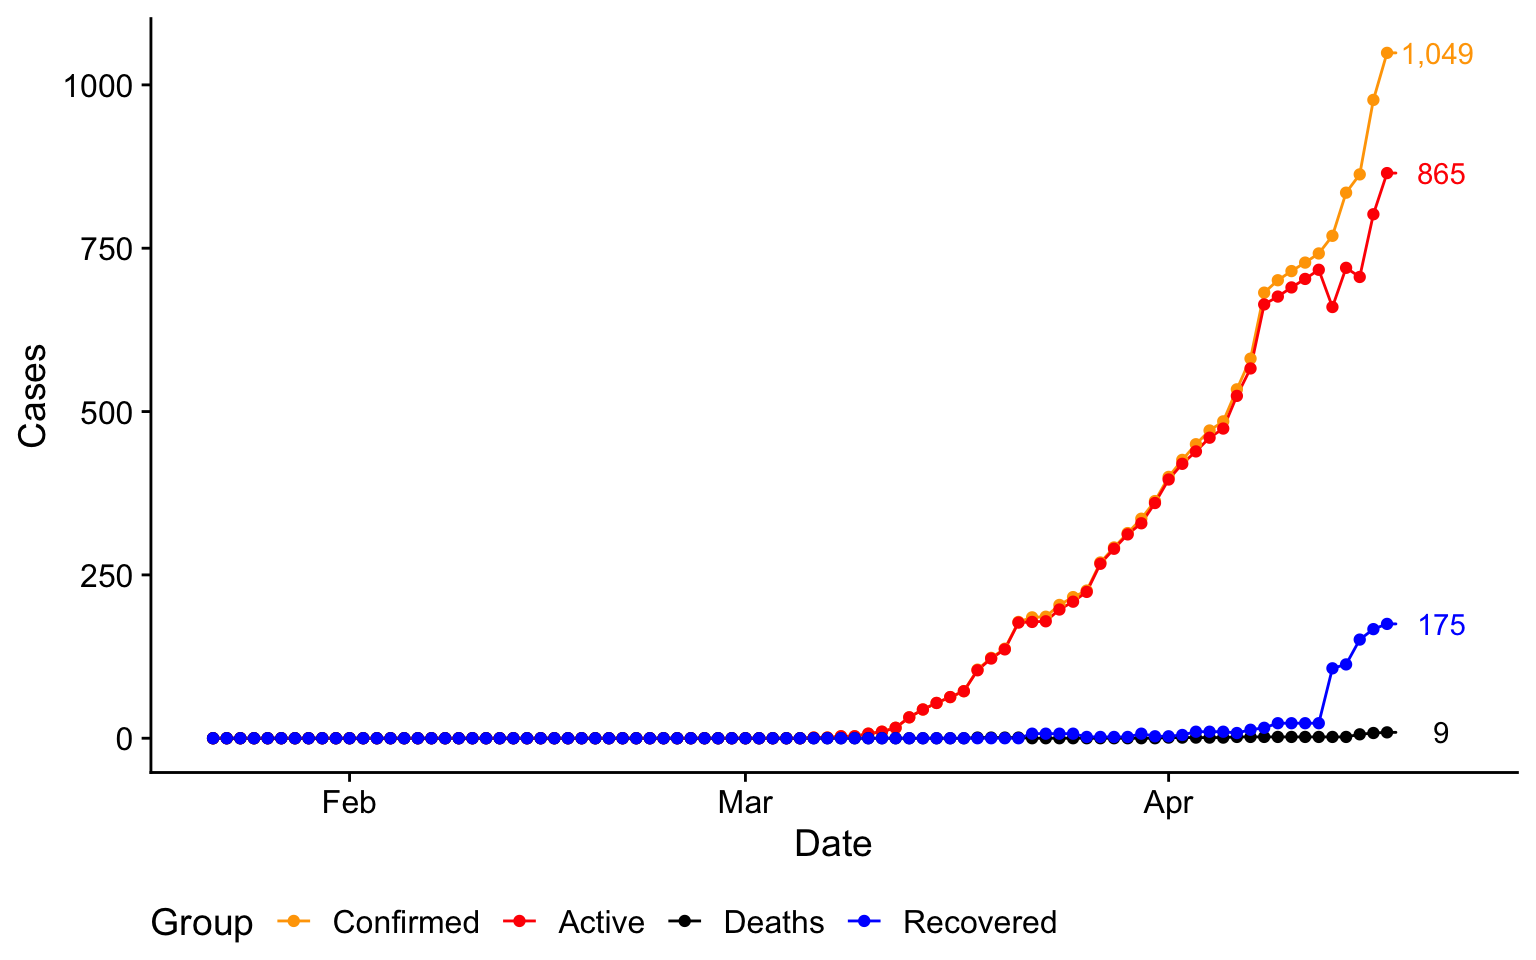 1000
750
500
250
0
Cases
1,049
865
175
9
Feb Mar Apr
Date
Group Confirmed Active Deaths Recovered